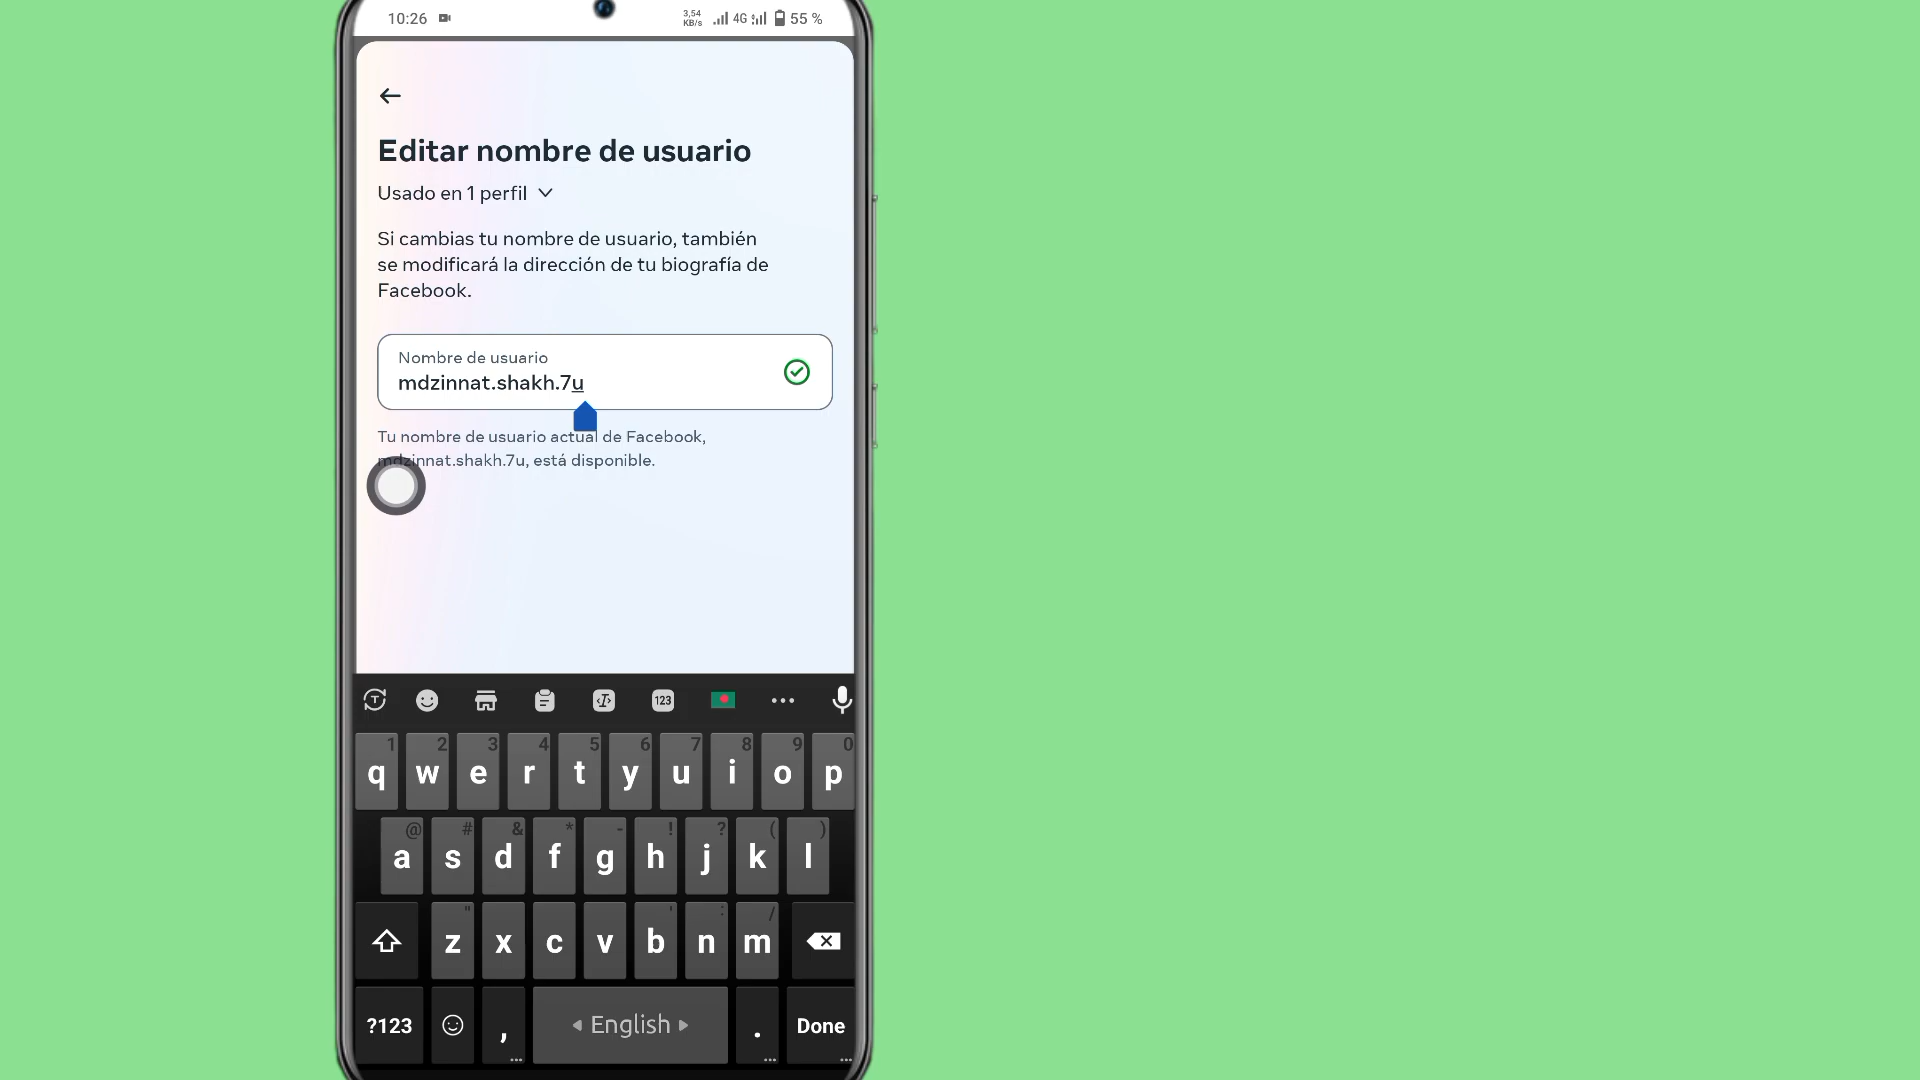 10:26 3,54 KB/s 4G 55 %
Editar nombre de usuario
Usado en 1 perfil
Si cambias tu nombre de usuario, también
se modificará la dirección de tu biografía de
Facebook.
Nombre de usuario
mdzinnat.shakh.7u
Tu nombre de usuario actual de Facebook,
mdzinnat.shakh.7u, está disponible.
T I 123
1 2 3 4 5 6 7 8 9 0
q w e r t y u i o p
@ # & * - ! ? ( )
a s d f g h j k l
" ' : /
z x c v b n m
?123 , English . Done
... ... ...